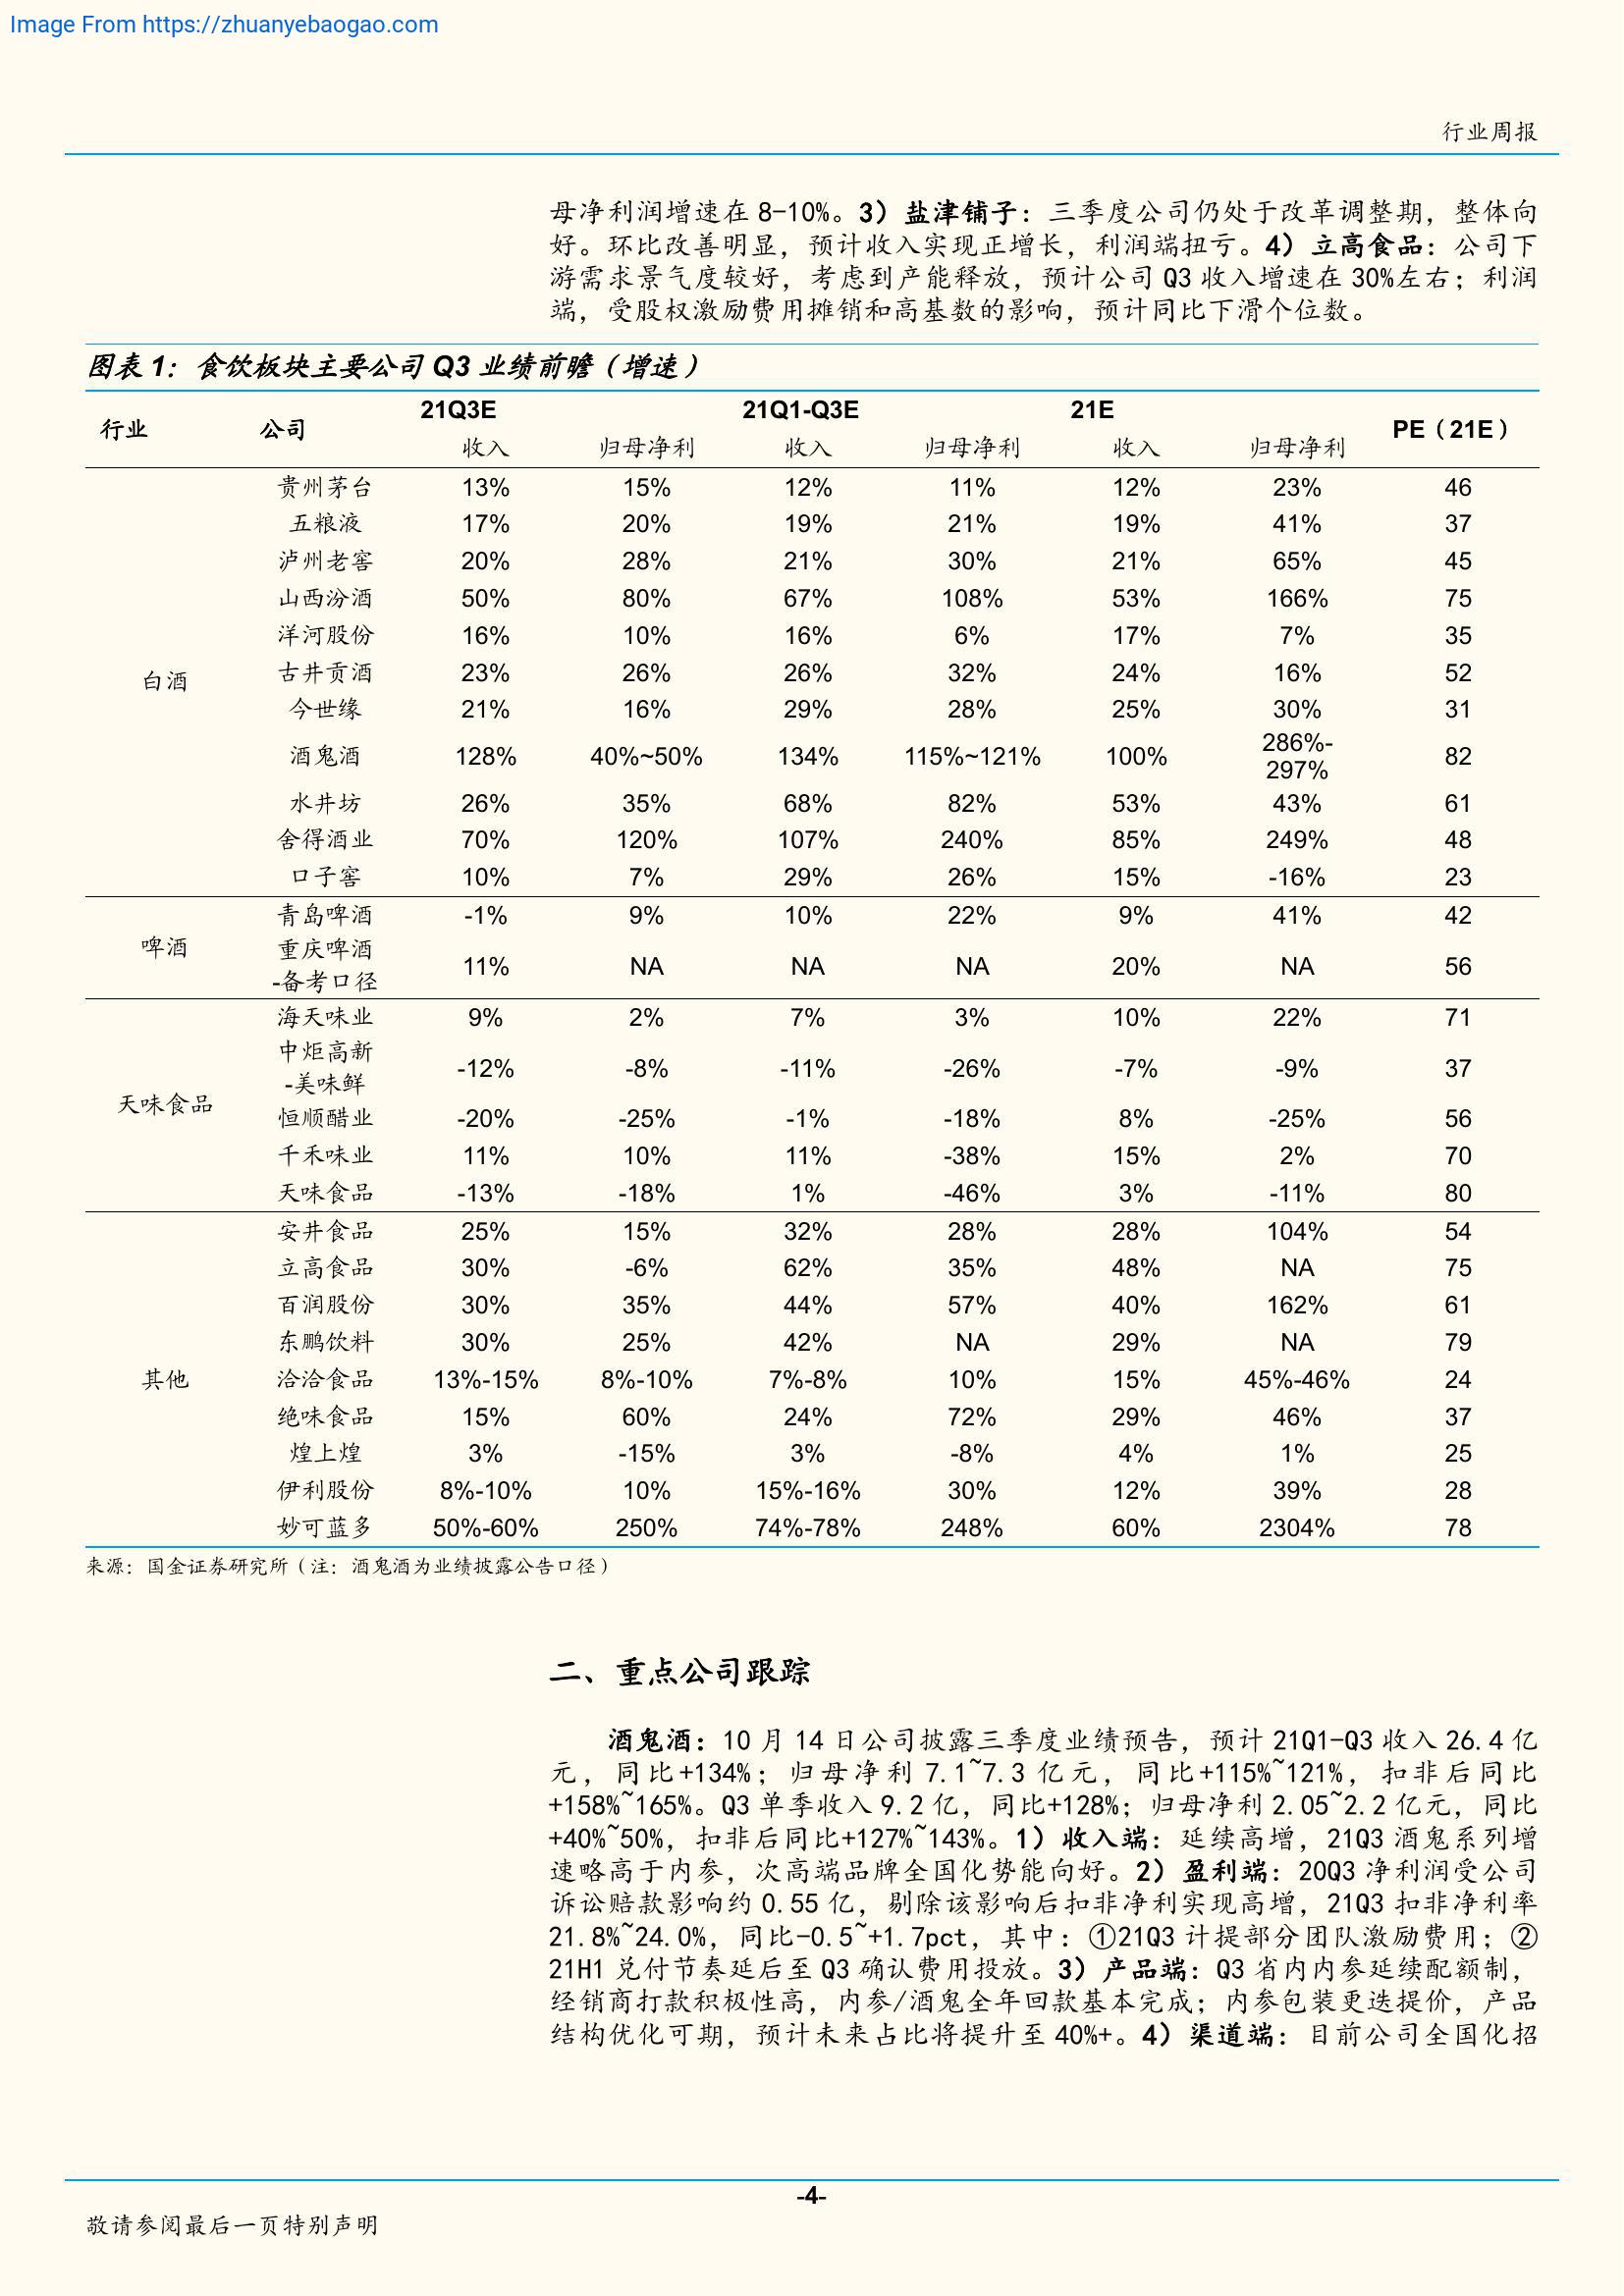 Image From https://zhuanyebaogao.com
行业周报
母净利润增速在 8-10%。3）盐津铺子：三季度公司仍处于改革调整期，整体向
好。环比改善明显，预计收入实现正增长，利润端扭亏。4）立高食品：公司下
游需求景气度较好，考虑到产能释放，预计公司 Q3 收入增速在 30%左右；利润
端，受股权激励费用摊销和高基数的影响，预计同比下滑个位数。
图表 1：食饮板块主要公司 Q3 业绩前瞻（增速）
行业 公司 21Q3E 21Q1-Q3E 21E PE（21E）
收入 归母净利 收入 归母净利 收入 归母净利
贵州茅台 13% 15% 12% 11% 12% 23% 46
五粮液 17% 20% 19% 21% 19% 41% 37
泸州老窖 20% 28% 21% 30% 21% 65% 45
山西汾酒 50% 80% 67% 108% 53% 166% 75
洋河股份 16% 10% 16% 6% 17% 7% 35
白酒 古井贡酒 23% 26% 26% 32% 24% 16% 52
今世缘 21% 16% 29% 28% 25% 30% 31
酒鬼酒 128% 40%~50% 134% 115%~121% 100% 286%-
297% 82
水井坊 26% 35% 68% 82% 53% 43% 61
舍得酒业 70% 120% 107% 240% 85% 249% 48
口子窖 10% 7% 29% 26% 15% -16% 23
青岛啤酒 -1% 9% 10% 22% 9% 41% 42
啤酒 重庆啤酒
-备考口径 11% NA NA NA 20% NA 56
海天味业 9% 2% 7% 3% 10% 22% 71
中炬高新
-美味鲜 -12% -8% -11% -26% -7% -9% 37
天味食品 恒顺醋业 -20% -25% -1% -18% 8% -25% 56
千禾味业 11% 10% 11% -38% 15% 2% 70
天味食品 -13% -18% 1% -46% 3% -11% 80
安井食品 25% 15% 32% 28% 28% 104% 54
立高食品 30% -6% 62% 35% 48% NA 75
百润股份 30% 35% 44% 57% 40% 162% 61
东鹏饮料 30% 25% 42% NA 29% NA 79
其他 洽洽食品 13%-15% 8%-10% 7%-8% 10% 15% 45%-46% 24
绝味食品 15% 60% 24% 72% 29% 46% 37
煌上煌 3% -15% 3% -8% 4% 1% 25
伊利股份 8%-10% 10% 15%-16% 30% 12% 39% 28
妙可蓝多 50%-60% 250% 74%-78% 248% 60% 2304% 78
来源：国金证券研究所（注：酒鬼酒为业绩披露公告口径）
二、重点公司跟踪
酒鬼酒：10 月 14 日公司披露三季度业绩预告，预计 21Q1-Q3 收入 26.4 亿
元，同比+134%；归母净利 7.1~7.3 亿元，同比+115%~121%，扣非后同比
+158%~165%。Q3 单季收入 9.2 亿，同比+128%；归母净利 2.05~2.2 亿元，同比
+40%~50%，扣非后同比+127%~143%。1）收入端：延续高增，21Q3 酒鬼系列增
速略高于内参，次高端品牌全国化势能向好。2）盈利端：20Q3 净利润受公司
诉讼赔款影响约 0.55 亿，剔除该影响后扣非净利实现高增，21Q3 扣非净利率
21.8%~24.0%，同比-0.5~+1.7pct，其中：①21Q3 计提部分团队激励费用；②
21H1 兑付节奏延后至 Q3 确认费用投放。3）产品端：Q3 省内内参延续配额制，
经销商打款积极性高，内参/酒鬼全年回款基本完成；内参包装更迭提价，产品
结构优化可期，预计未来占比将提升至 40%+。4）渠道端：目前公司全国化招
-4-
敬请参阅最后一页特别声明